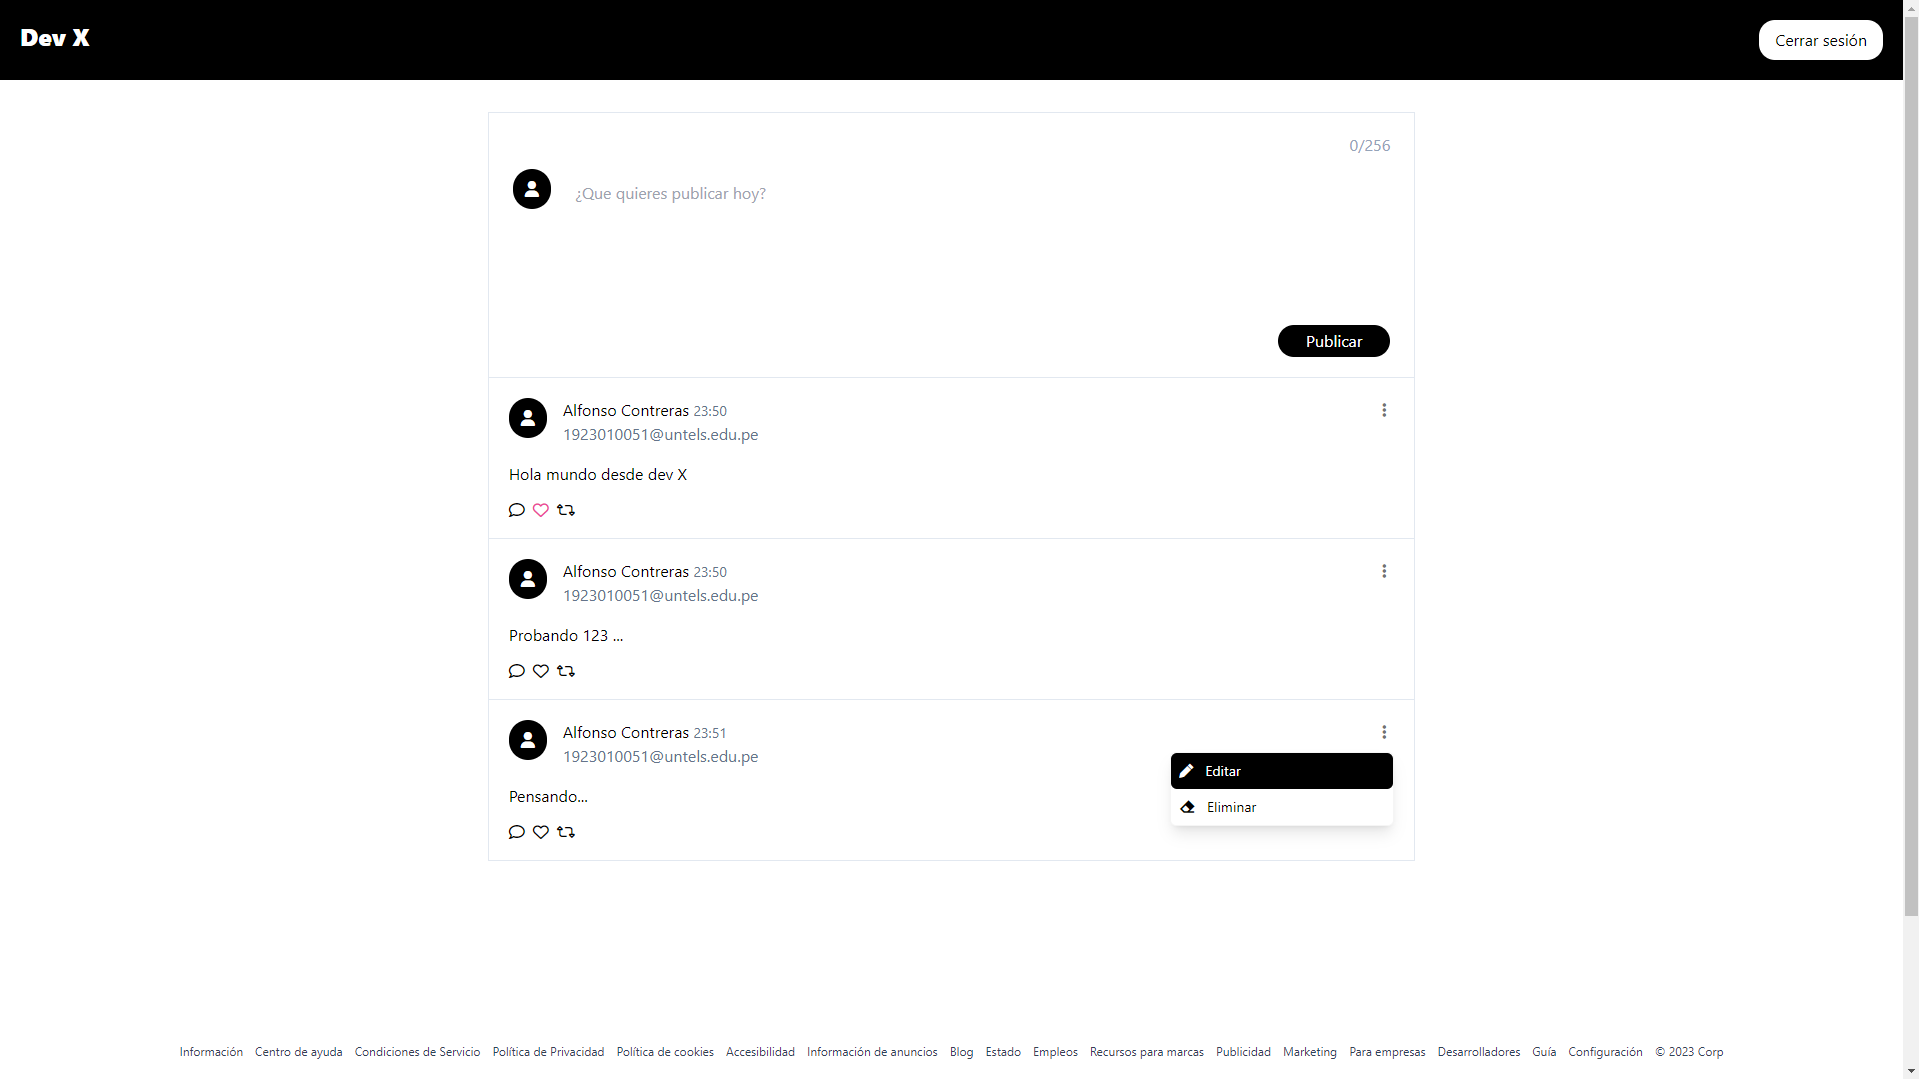 Dev X
Cerrar sesión
0/256
¿Que quieres publicar hoy?
Publicar
Alfonso Contreras 23:50
1923010051@untels.edu.pe
Hola mundo desde dev X
Alfonso Contreras 23:50
1923010051@untels.edu.pe
Probando 123 ...
Alfonso Contreras 23:51
1923010051@untels.edu.pe
Editar
Pensando...
Eliminar
Información Centro de ayuda Condiciones de Servicio Política de Privacidad Política de cookies Accesibilidad Información de anuncios Blog Estado Empleos Recursos para marcas Publicidad Marketing Para empresas Desarrolladores Guía Configuración © 2023 Corp